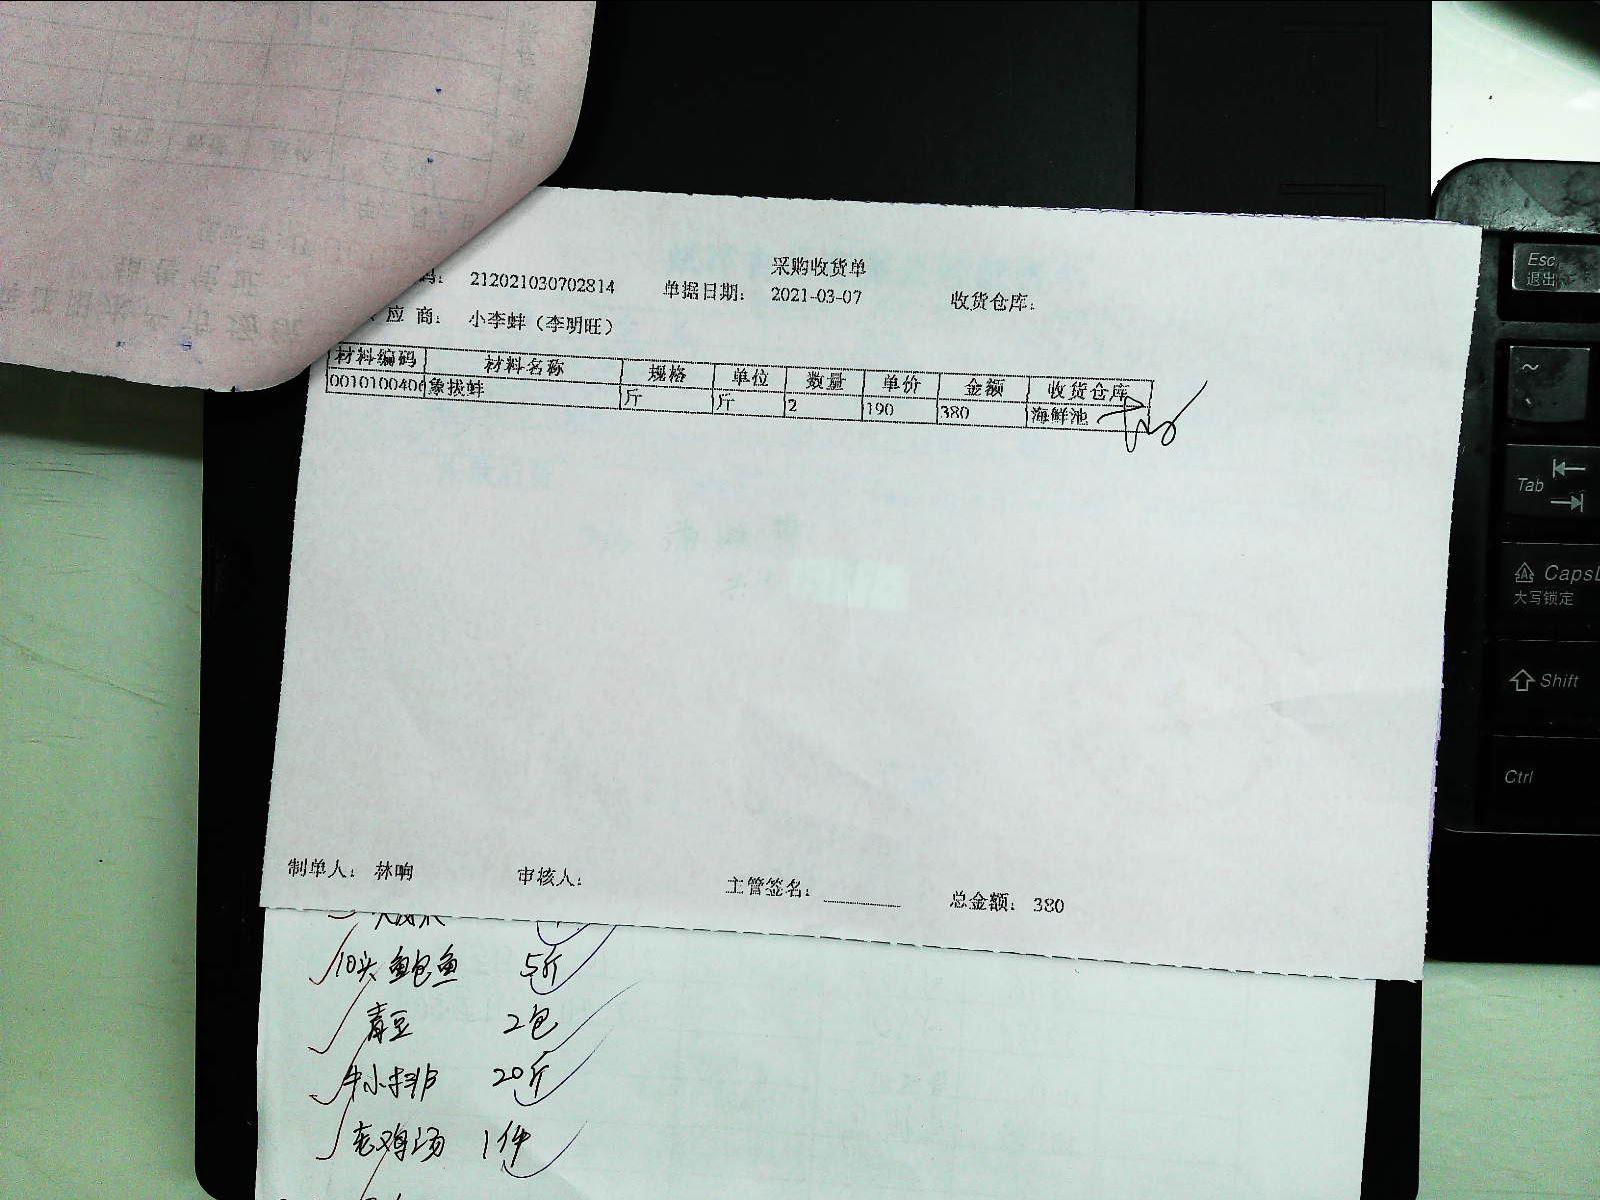 采购收货单
码： 212021030702814 单据日期： 2021-03-07 收货仓库：
应 商： 小李蚌（李明旺）
材料编码 材料名称 规格 单位 数量 单价 金额 收货仓库
0010100400 象拔蚌 斤 斤 2 190 380 海鲜池
制单人： 林响 审核人： 主管签名： 总金额： 380
10头鲍鱼 5斤
青豆 2包
牛小排 20斤
老鸡汤 1件
Esc
退出
~
Tab
CapsL
大写锁定
Shift
Ctrl